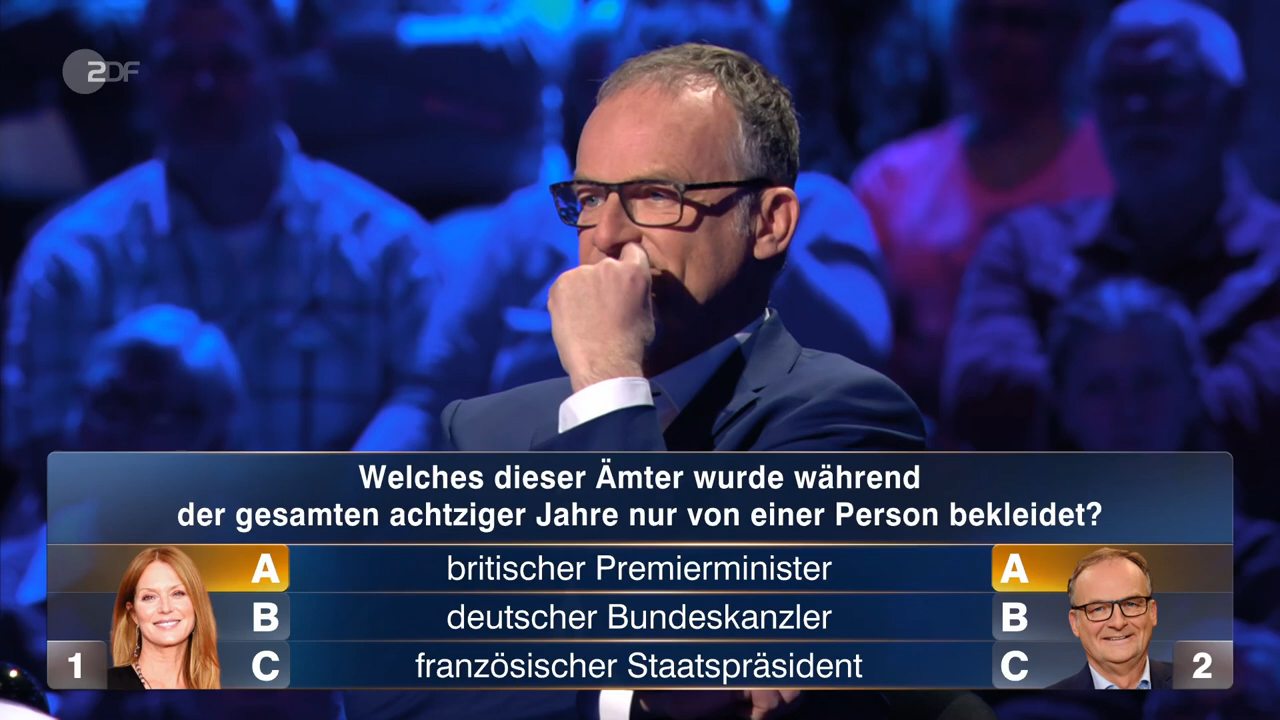 ZDF
Welches dieser Ämter wurde während
der gesamten achtziger Jahre nur von einer Person bekleidet?
A britischer Premierminister A
B deutscher Bundeskanzler B
1 C französischer Staatspräsident C 2